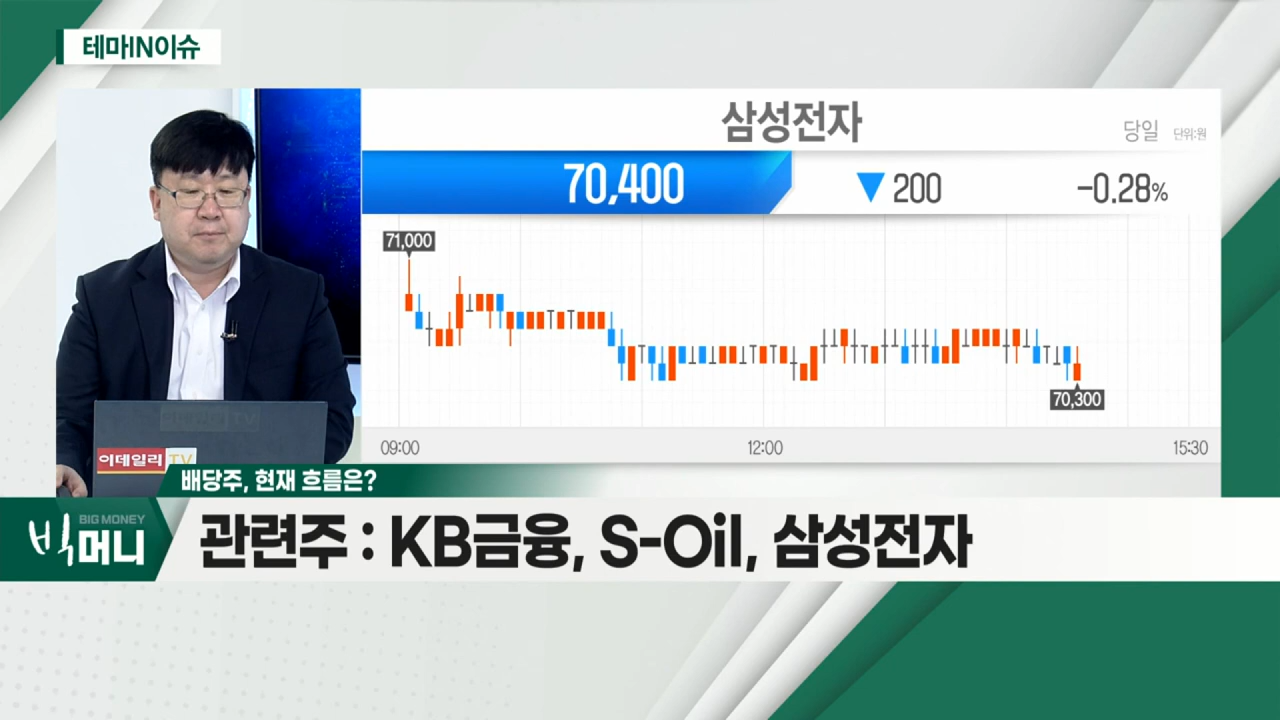 테마IN이슈
삼성전자
당일 단위:원
70,400 ▼200 -0.28%
71,000
70,300
09:00 12:00 15:30
이데일리 TV
배당주, 현재 흐름은?
BIG MONEY
빅머니
관련주 : KB금융, S-Oil, 삼성전자